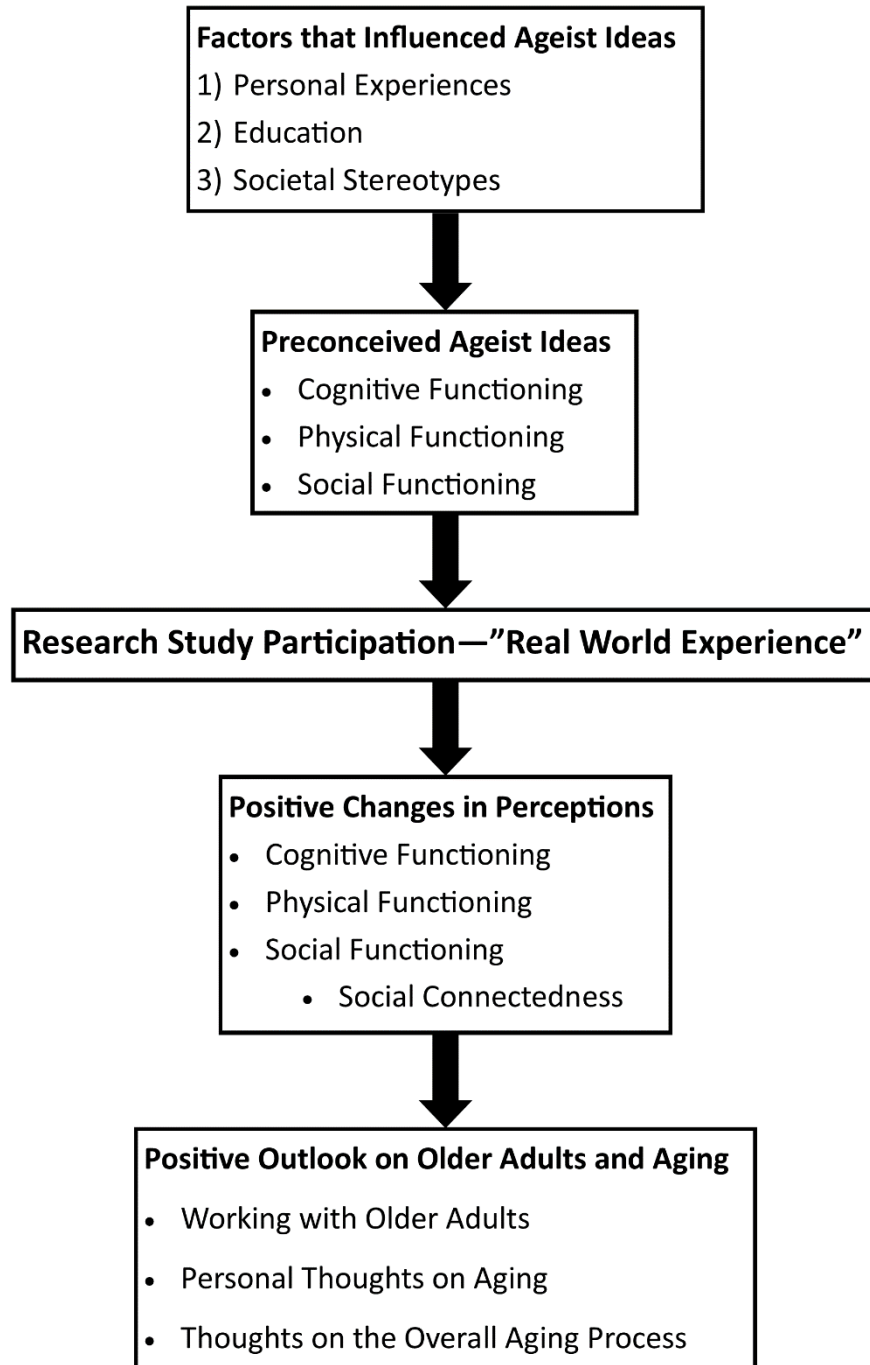 Factors that Influenced Ageist Ideas
1) Personal Experiences
2) Education
3) Societal Stereotypes
Preconceived Ageist Ideas
• Cognitive Functioning
• Physical Functioning
• Social Functioning
Research Study Participation—”Real World Experience”
Positive Changes in Perceptions
• Cognitive Functioning
• Physical Functioning
• Social Functioning
• Social Connectedness
Positive Outlook on Older Adults and Aging
• Working with Older Adults
• Personal Thoughts on Aging
• Thoughts on the Overall Aging Process